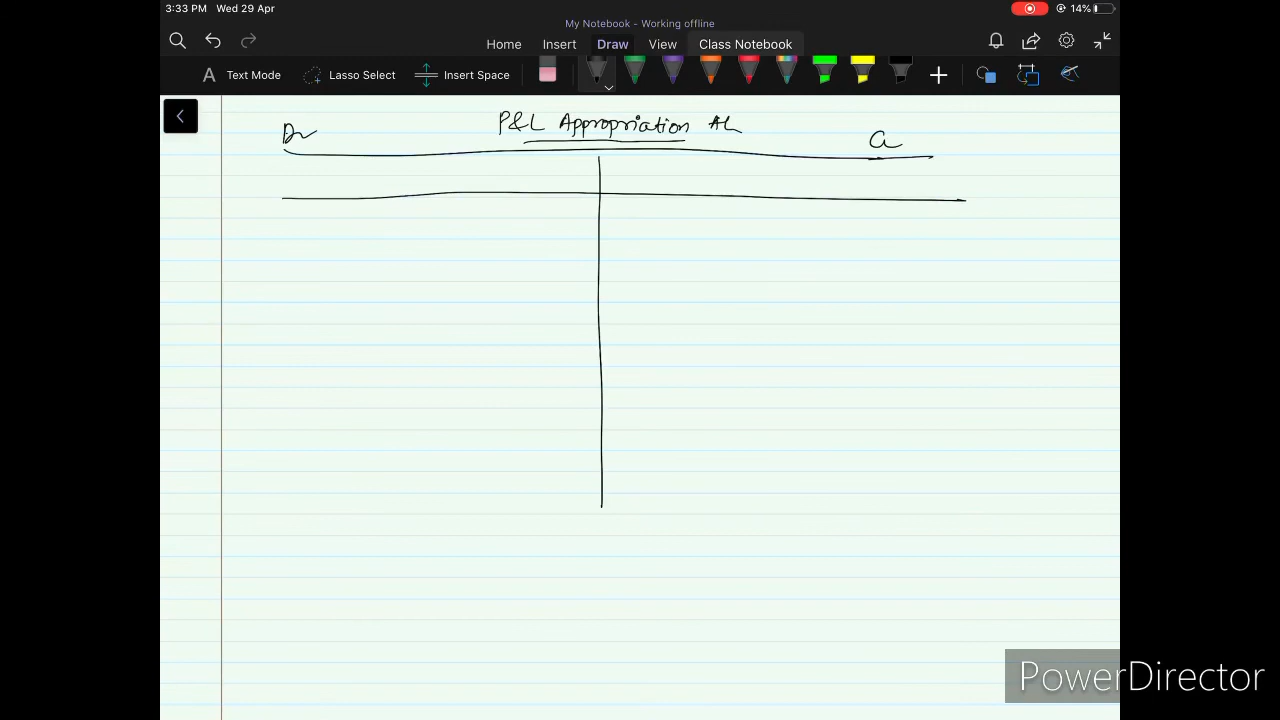 3:33 PM Wed 29 Apr 14%
My Notebook - Working offline
Home Insert Draw View Class Notebook
A Text Mode Lasso Select Insert Space
P&L Appropriation A/c
Dr Cr
PowerDirector